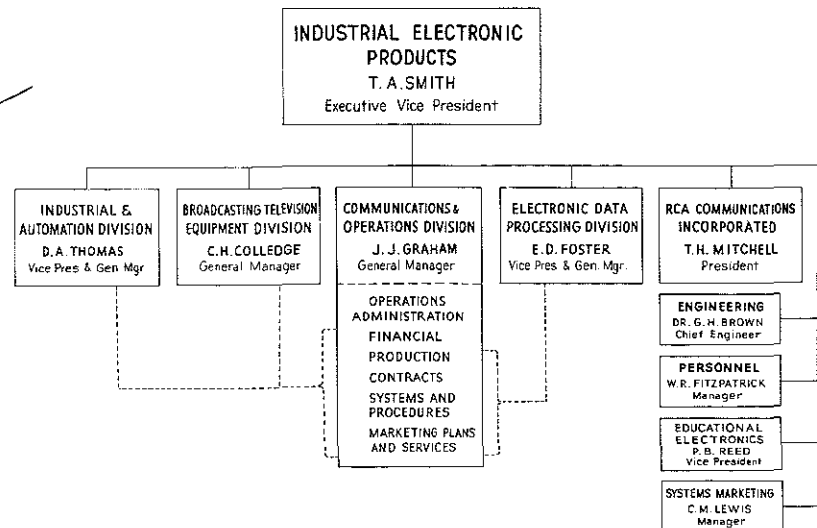 INDUSTRIAL ELECTRONIC
PRODUCTS
T. A. SMITH
Executive Vice President
INDUSTRIAL &
AUTOMATION DIVISION
D.A. THOMAS
Vice Pres & Gen Mgr
BROADCASTING TELEVISION
EQUIPMENT DIVISION
C.H. COLLEDGE
General Manager
COMMUNICATIONS &
OPERATIONS DIVISION
J. J. GRAHAM
General Manager
OPERATIONS
ADMINISTRATION
FINANCIAL
PRODUCTION
CONTRACTS
SYSTEMS AND
PROCEDURES
MARKETING PLANS
AND SERVICES
ELECTRONIC DATA
PROCESSING DIVISION
E.D. FOSTER
Vice Pres & Gen. Mgr.
RCA COMMUNICATIONS
INCORPORATED
T.H. MITCHELL
President
ENGINEERING
DR. G. H. BROWN
Chief Engineer
PERSONNEL
W.R. FITZPATRICK
Manager
EDUCATIONAL
ELECTRONICS
P. B. REED
Vice President
SYSTEMS MARKETING
C. M. LEWIS
Manager